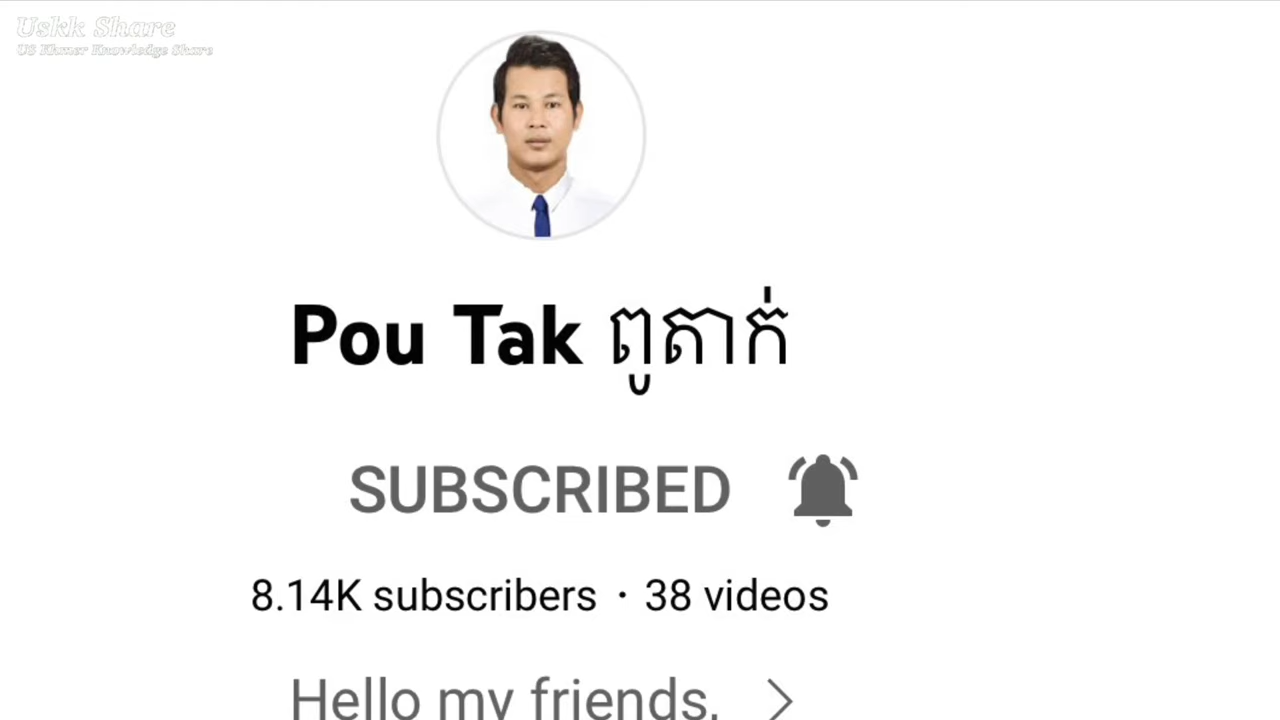 Uskk Share
US Khmer Knowledge Share
Pou Tak ពូតាក់
SUBSCRIBED
8.14K subscribers · 38 videos
Hello my friends,